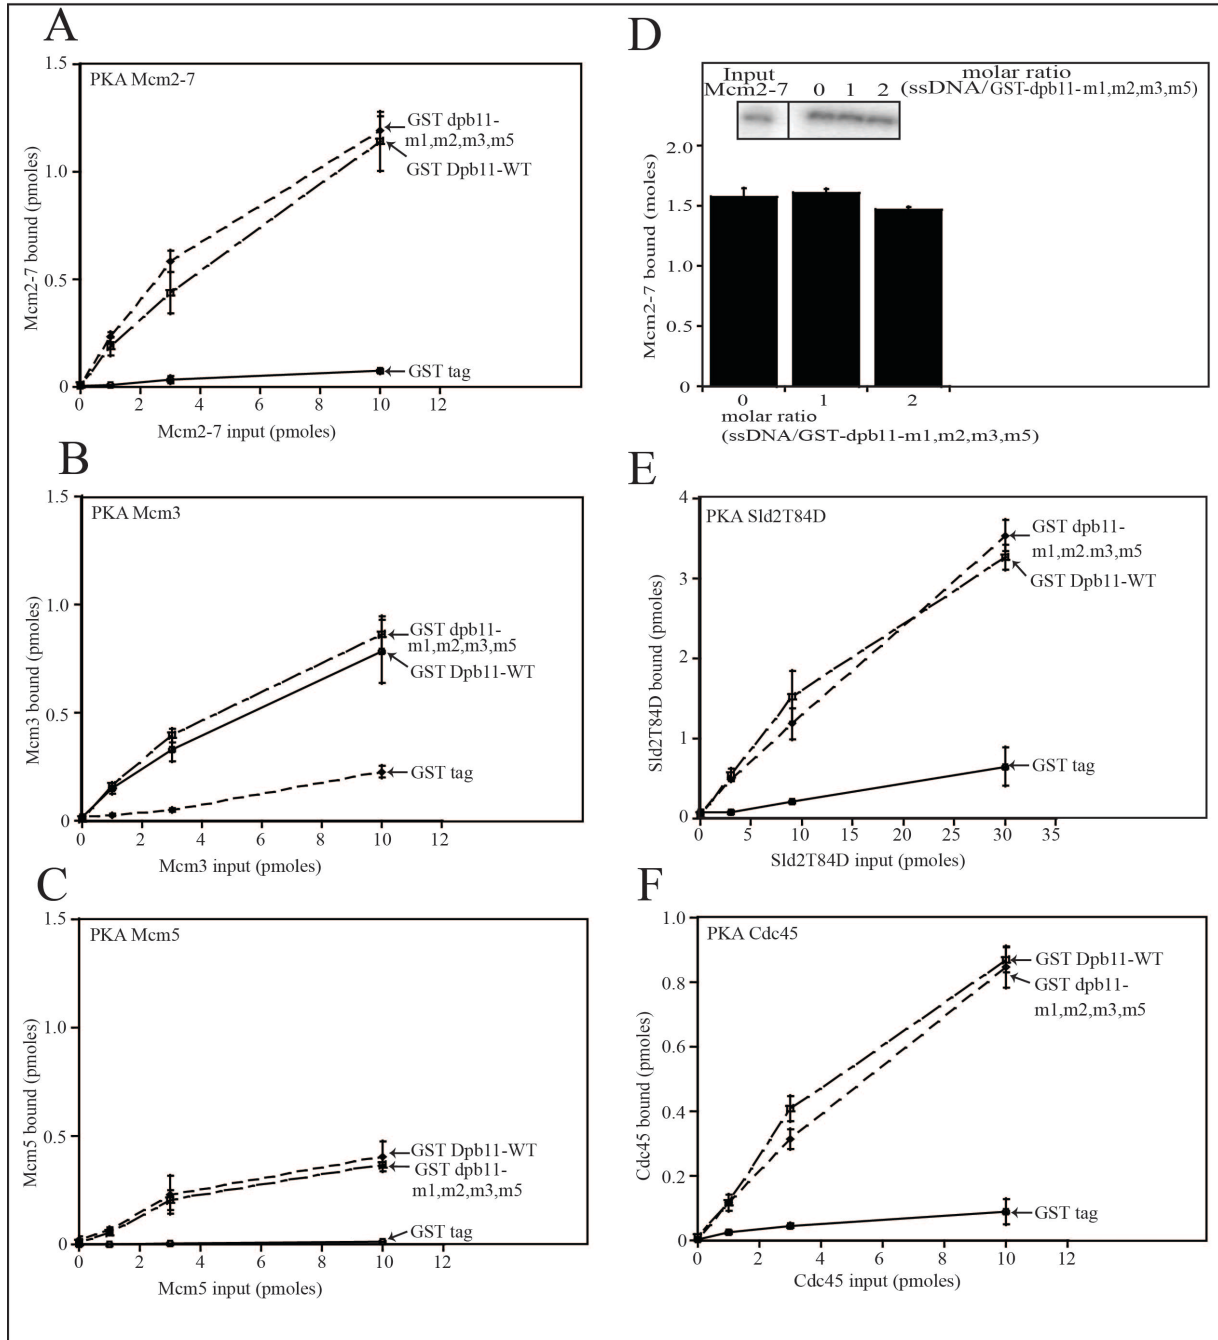 A
PKA Mcm2-7
1.5
1.0
0.5
0
Mcm2-7 bound (pmoles)
GST dpb11-
m1,m2,m3,m5
GST Dpb11-WT
GST tag
0 2 4 6 8 10 12
Mcm2-7 input (pmoles)
B
PKA Mcm3
1.5
1.0
0.5
0
Mcm3 bound (pmoles)
GST dpb11-
m1,m2,m3,m5
GST Dpb11-WT
GST tag
0 2 4 6 8 10 12
Mcm3 input (pmoles)
C
PKA Mcm5
1.5
1.0
0.5
0
Mcm5 bound (pmoles)
GST Dpb11-WT
GST dpb11-
m1,m2,m3,m5
GST tag
0 2 4 6 8 10 12
Mcm5 input (pmoles)
D
Input
Mcm2-7
0 1 2
molar ratio
(ssDNA/GST-dpb11-m1,m2,m3,m5)
2.0
1.5
1.0
0.5
0
Mcm2-7 bound (moles)
0 1 2
molar ratio
(ssDNA/GST-dpb11-m1,m2,m3,m5)
E
PKA Sld2T84D
4
3
2
1
0
Sld2T84D bound (pmoles)
GST dpb11-
m1,m2.m3,m5
GST Dpb11-WT
GST tag
0 5 10 15 20 25 30 35
Sld2T84D input (pmoles)
F
PKA Cdc45
1.0
0.8
0.6
0.4
0.2
0
Cdc45 bound (pmoles)
GST Dpb11-WT
GST dpb11-
m1,m2,m3,m5
GST tag
0 2 4 6 8 10 12
Cdc45 input (pmoles)